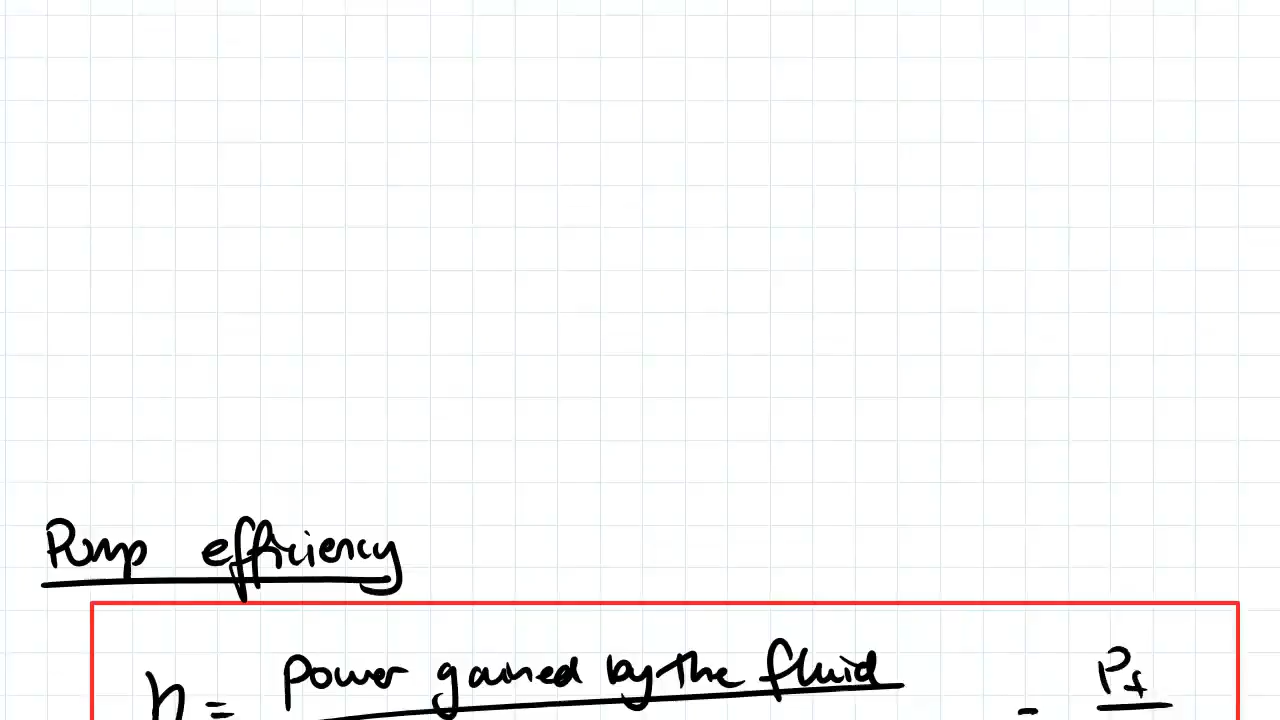 Pump efficiency
Power gained by the fluid
P_f
η = =